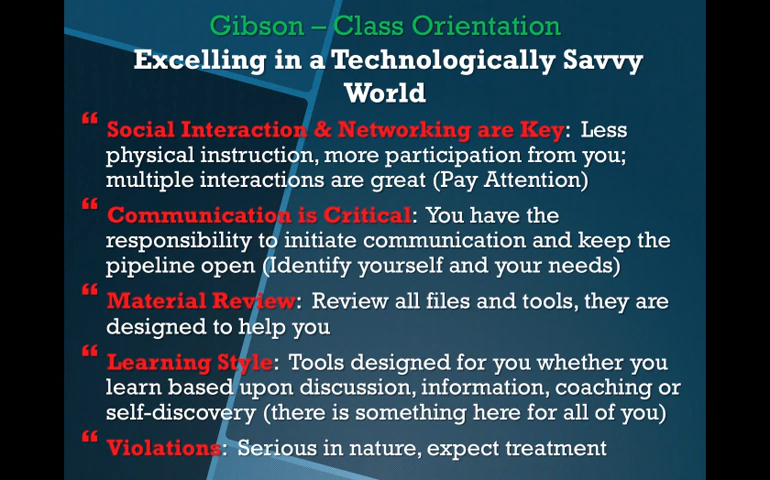 Gibson – Class Orientation
Excelling in a Technologically Savvy
World
“ Social Interaction & Networking are Key: Less
physical instruction, more participation from you;
multiple interactions are great (Pay Attention)
“ Communication is Critical: You have the
responsibility to initiate communication and keep the
pipeline open (Identify yourself and your needs)
“ Material Review: Review all files and tools, they are
designed to help you
“ Learning Style: Tools designed for you whether you
learn based upon discussion, information, coaching or
self-discovery (there is something here for all of you)
“ Violations: Serious in nature, expect treatment